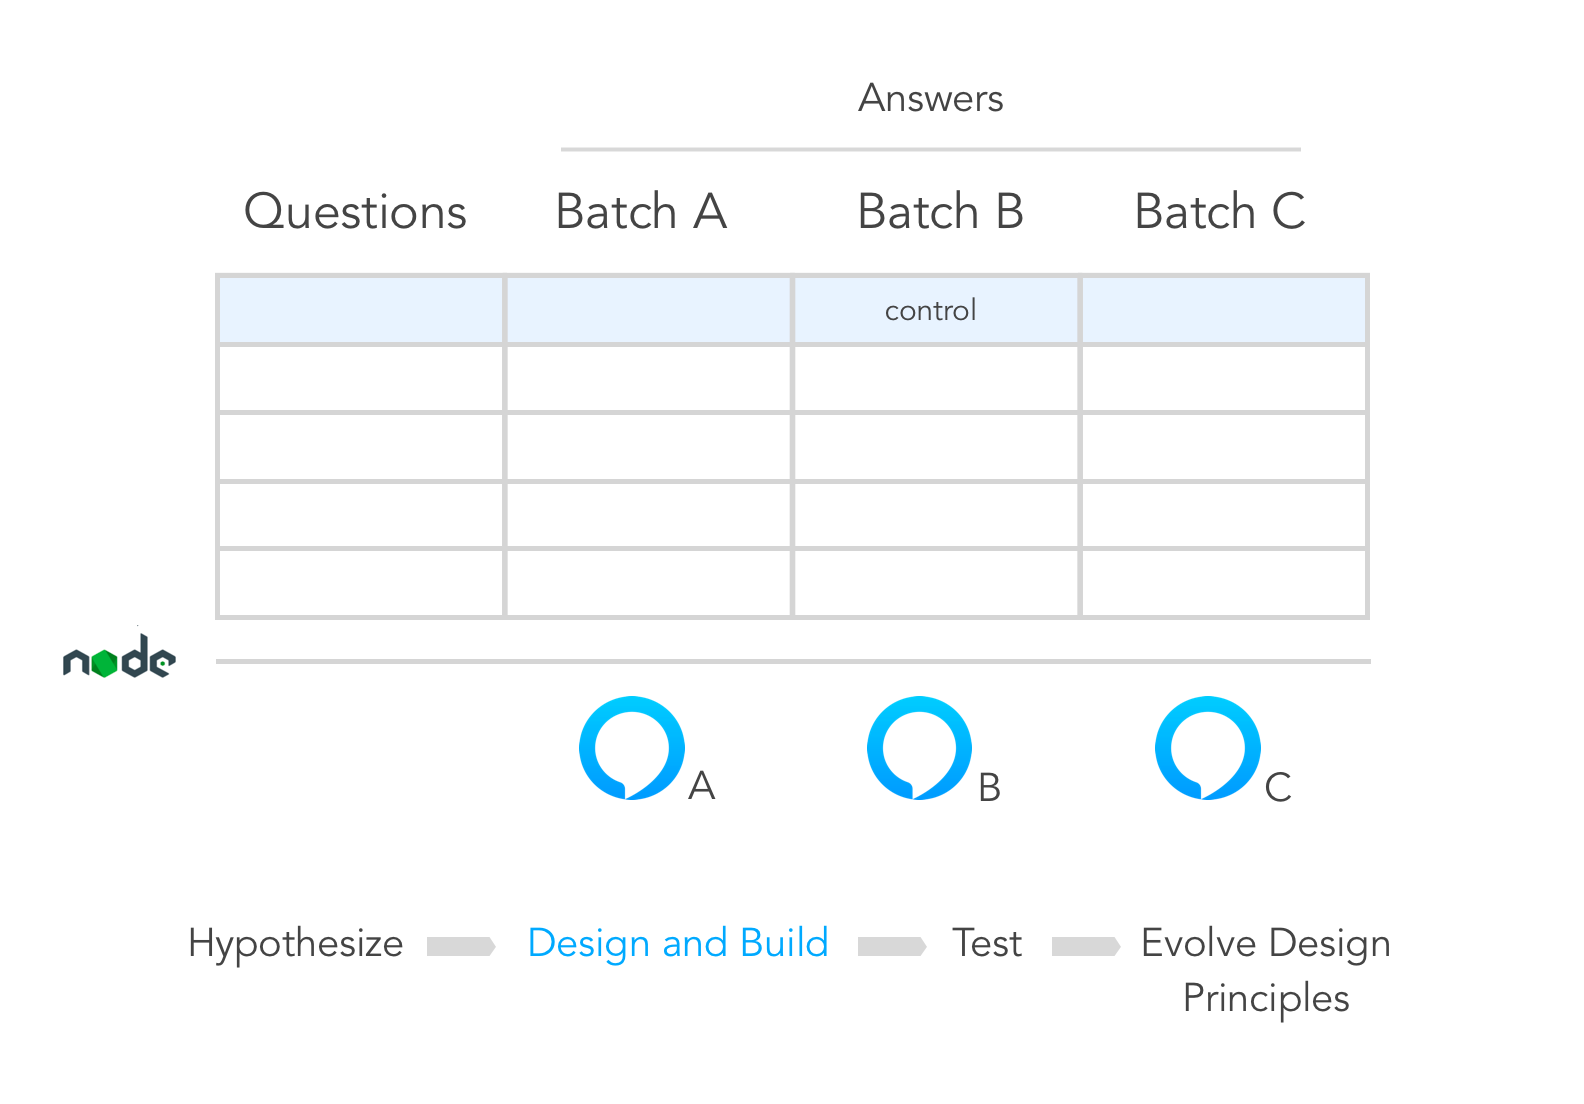 Answers
Questions Batch A Batch B Batch C
control
node
A B C
Hypothesize Design and Build Test Evolve Design
Principles